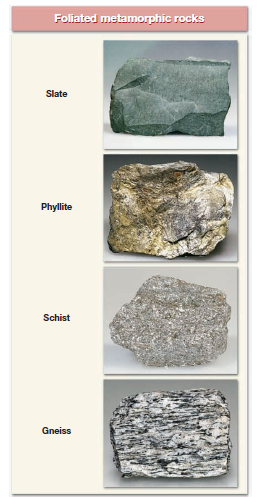 Foliated metamorphic rocks
Slate
Phyllite
Schist
Gneiss